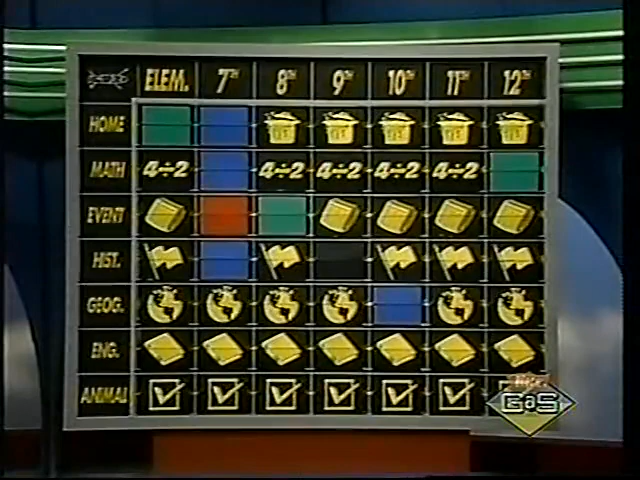 ELEM. 7TH 8TH 9TH 10TH 11TH 12TH
HOME
MATH 4÷2 4÷2 4÷2 4÷2 4÷2
EVENT
HIST.
GEOG.
ENG.
ANIMAL
GaS